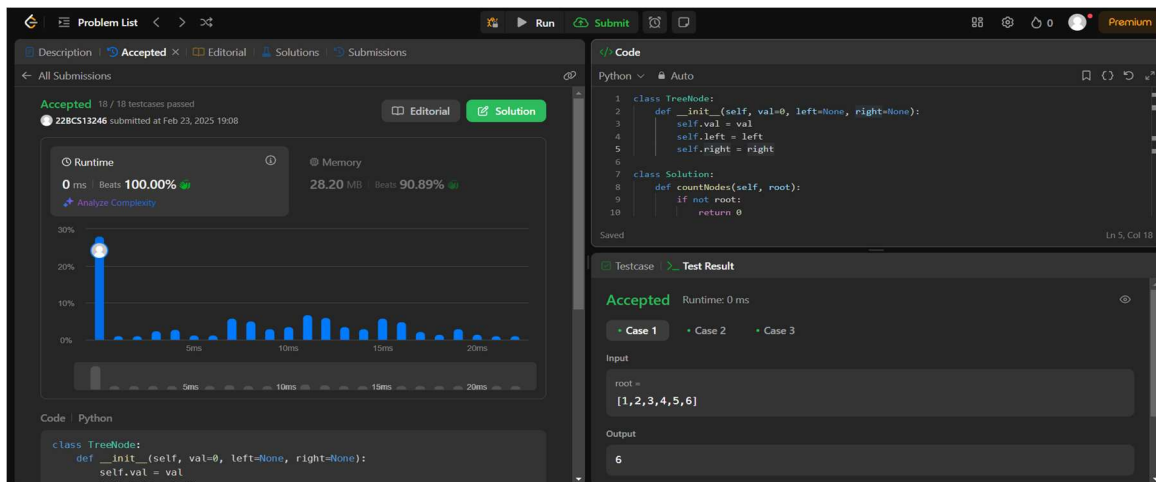 Problem List
Run
Submit
0
Premium
Description
Accepted
Editorial
Solutions
Submissions
All Submissions
Accepted 18 / 18 testcases passed
22BCS13246 submitted at Feb 23, 2025 19:08
Editorial
Solution
Runtime
0 ms Beats 100.00%
Analyze Complexity
Memory
28.20 MB Beats 90.89%
30%
20%
10%
0%
5ms 10ms 15ms 20ms
5ms 10ms 15ms 20ms
Code Python
class TreeNode:
def __init__(self, val=0, left=None, right=None):
self.val = val
</> Code
Python Auto
1 class TreeNode:
2 def __init__(self, val=0, left=None, right=None):
3 self.val = val
4 self.left = left
5 self.right = right
6
7 class Solution:
8 def countNodes(self, root):
9 if not root:
10 return 0
Saved Ln 5, Col 18
Testcase
Test Result
Accepted Runtime: 0 ms
Case 1 Case 2 Case 3
Input
root =
[1,2,3,4,5,6]
Output
6